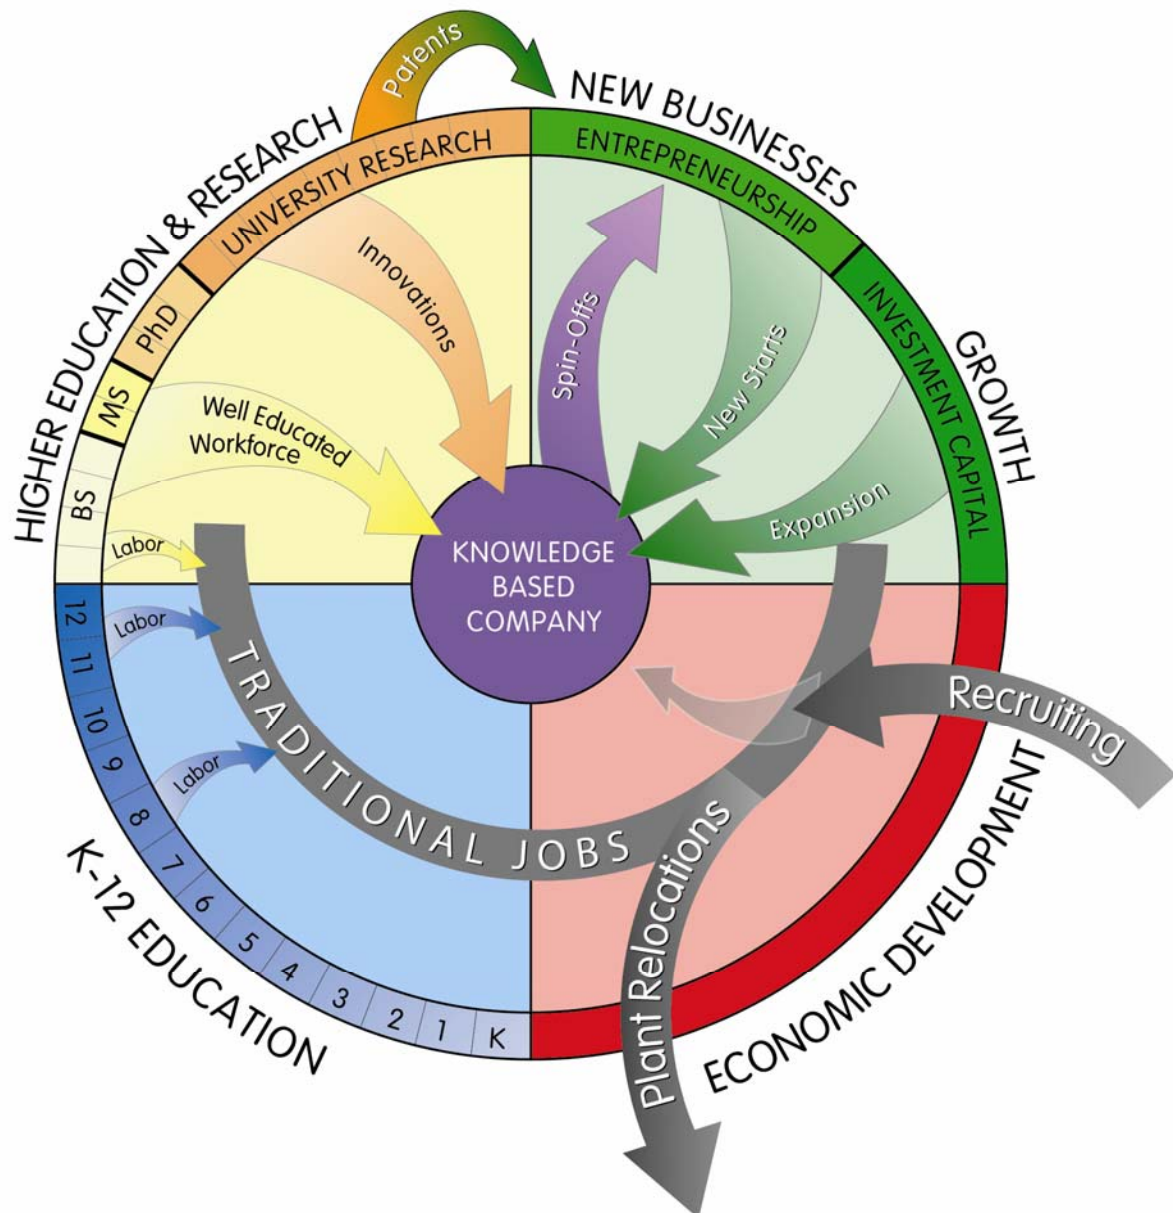 Patents
NEW BUSINESSES
HIGHER EDUCATION & RESEARCH
UNIVERSITY RESEARCH
ENTREPRENEURSHIP
INVESTMENT CAPITAL
GROWTH
PhD
MS
BS
Innovations
Spin-Offs
New Starts
Expansion
Well Educated
Workforce
Labor
KNOWLEDGE
BASED
COMPANY
12
11
10
9
8
7
6
5
4
3
2
1
K
Labor
Labor
TRADITIONAL JOBS
Recruiting
Plant Relocations
K-12 EDUCATION
ECONOMIC DEVELOPMENT